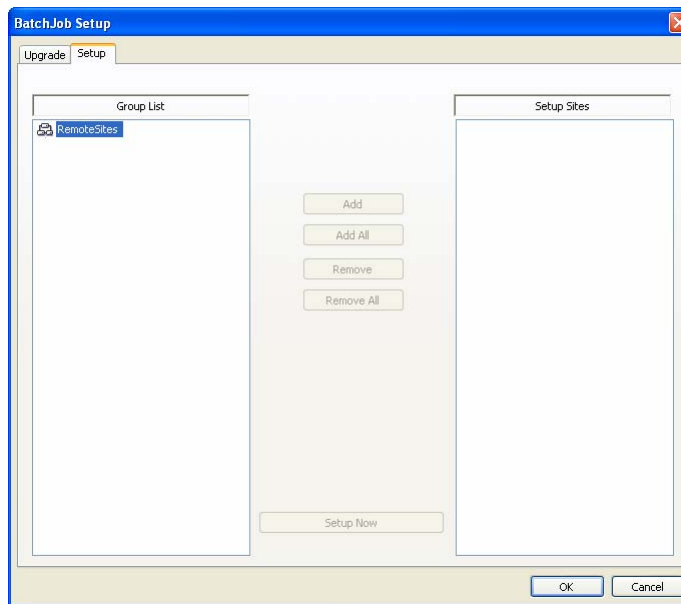 BatchJob Setup
Upgrade Setup
Group List
Setup Sites
RemoteSites
Add
Add All
Remove
Remove All
Setup Now
OK Cancel